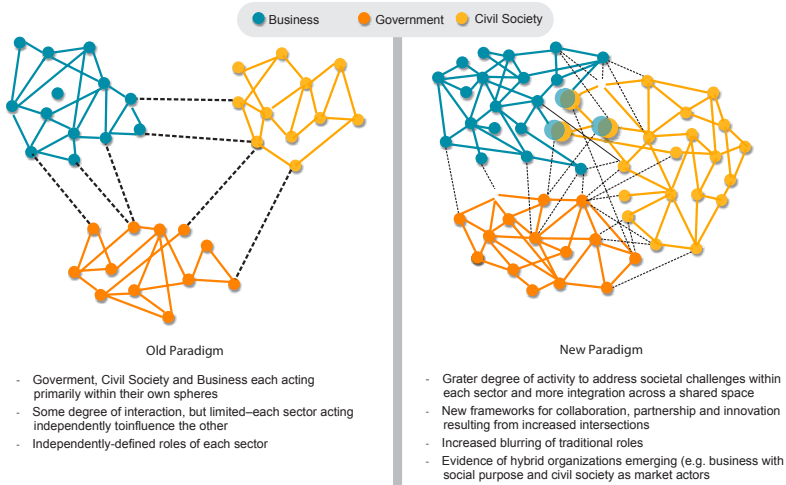 Business
Government
Civil Society
Old Paradigm
- Goverment, Civil Society and Business each acting
primarily within their own spheres
- Some degree of interaction, but limited–each sector acting
independently toinfluence the other
- Independently-defined roles of each sector
New Paradigm
- Grater degree of activity to address societal challenges within
each sector and more integration across a shared space
- New frameworks for collaboration, partnership and innovation
resulting from increased intersections
- Increased blurring of traditional roles
- Evidence of hybrid organizations emerging (e.g. business with
social purpose and civil society as market actors